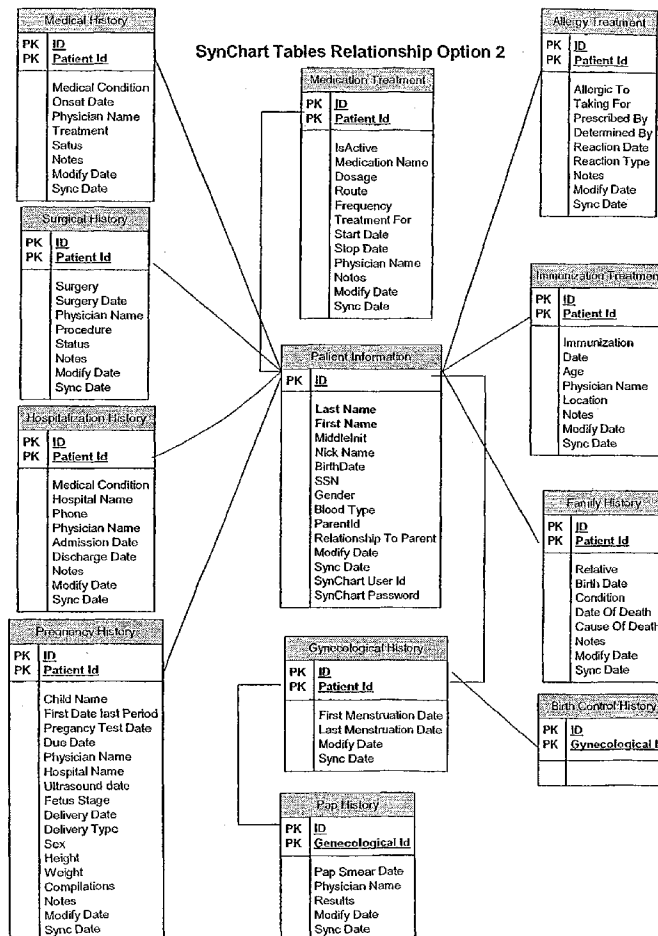 SynChart Tables Relationship Option 2
Medical History
PK ID
PK Patient Id
Medical Condition
Onset Date
Physician Name
Treatment
Satus
Notes
Modify Date
Sync Date
Surgical History
PK ID
PK Patient Id
Surgery
Surgery Date
Physician Name
Procedure
Status
Notes
Modify Date
Sync Date
Hospitalization History
PK ID
PK Patient Id
Medical Condition
Hospital Name
Phone
Physician Name
Admission Date
Discharge Date
Notes
Modify Date
Sync Date
Pregnancy History
PK ID
PK Patient Id
Child Name
First Date last Period
Pregancy Test Date
Due Date
Physician Name
Hospital Name
Ultrasound date
Fetus Stage
Delivery Date
Delivery Type
Sex
Height
Weight
Compilations
Notes
Modify Date
Sync Date
Medication Treatment
PK ID
PK Patient Id
IsActive
Medication Name
Dosage
Route
Frequency
Treatment For
Start Date
Stop Date
Physician Name
Notes
Modify Date
Sync Date
Patient Information
PK ID
Last Name
First Name
MiddleInit
Nick Name
BirthDate
SSN
Gender
Blood Type
ParentId
Relationship To Parent
Modify Date
Sync Date
SynChart User Id
SynChart Password
Gynecological History
PK ID
PK Patient Id
First Menstruation Date
Last Menstruation Date
Modify Date
Sync Date
Pap History
PK ID
PK Genecological Id
Pap Smear Date
Physician Name
Results
Modify Date
Sync Date
Allergy Treatment
PK ID
PK Patient Id
Allergic To
Taking For
Prescribed By
Determined By
Reaction Date
Reaction Type
Notes
Modify Date
Sync Date
Immunization Treatment
PK ID
PK Patient Id
Immunization
Date
Age
Physician Name
Location
Notes
Modify Date
Sync Date
Family History
PK ID
PK Patient Id
Relative
Birth Date
Condition
Date Of Death
Cause Of Death
Notes
Modify Date
Sync Date
Birth Control History
PK ID
PK Gynecological